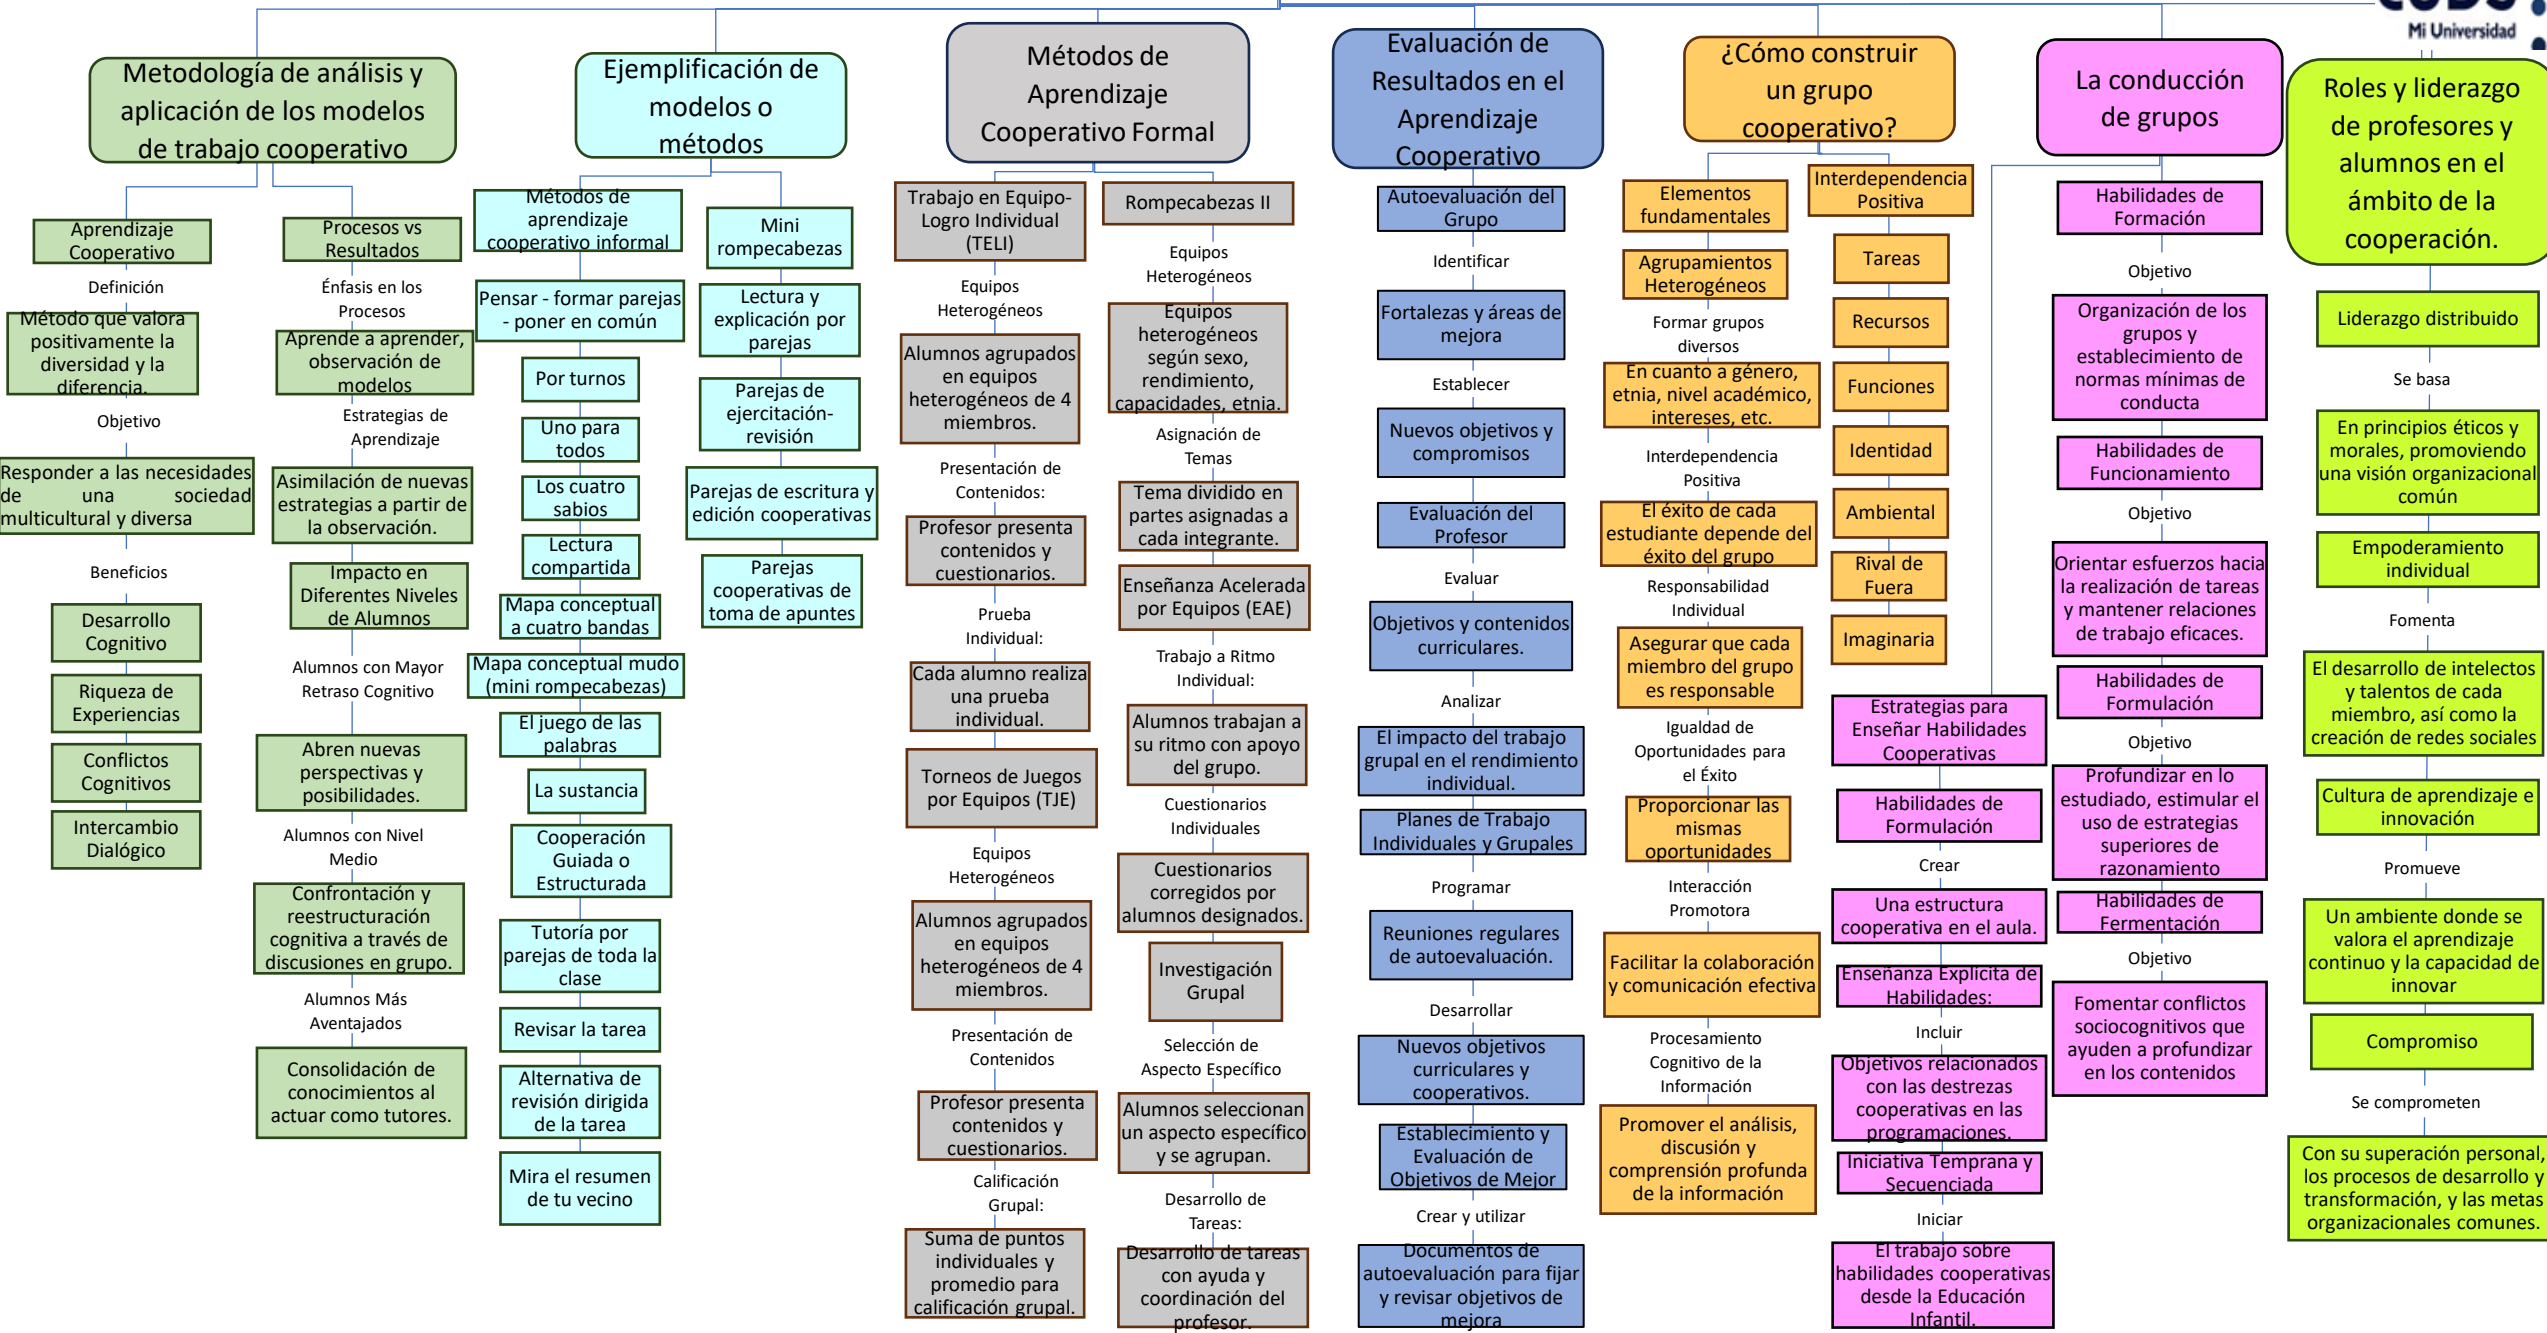 Mi Universidad
Metodología de análisis y
aplicación de los modelos
de trabajo cooperativo
Aprendizaje
Cooperativo
Definición
Método que valora
positivamente la
diversidad y la
diferencia.
Objetivo
Responder a las necesidades
de una sociedad
multicultural y diversa
Beneficios
Desarrollo
Cognitivo
Riqueza de
Experiencias
Conflictos
Cognitivos
Intercambio
Dialógico
Procesos vs
Resultados
Énfasis en los
Procesos
Aprende a aprender,
observación de
modelos
Estrategias de
Aprendizaje
Asimilación de nuevas
estrategias a partir de
la observación.
Impacto en
Diferentes Niveles
de Alumnos
Alumnos con Mayor
Retraso Cognitivo
Abren nuevas
perspectivas y
posibilidades.
Alumnos con Nivel
Medio
Confrontación y
reestructuración
cognitiva a través de
discusiones en grupo.
Alumnos Más
Aventajados
Consolidación de
conocimientos al
actuar como tutores.
Ejemplificación de
modelos o
métodos
Métodos de
aprendizaje
cooperativo informal
Pensar - formar parejas
- poner en común
Por turnos
Uno para
todos
Los cuatro
sabios
Lectura
compartida
Mapa conceptual
a cuatro bandas
Mapa conceptual mudo
(mini rompecabezas)
El juego de las
palabras
La sustancia
Cooperación
Guiada o
Estructurada
Tutoría por
parejas de toda la
clase
Revisar la tarea
Alternativa de
revisión dirigida
de la tarea
Mira el resumen
de tu vecino
Mini
rompecabezas
Lectura y
explicación por
parejas
Parejas de
ejercitación-
revisión
Parejas de escritura y
edición cooperativas
Parejas
cooperativas de
toma de apuntes
Métodos de
Aprendizaje
Cooperativo Formal
Trabajo en Equipo-
Logro Individual
(TELI)
Equipos
Heterogéneos
Alumnos agrupados
en equipos
heterogéneos de 4
miembros.
Presentación de
Contenidos:
Profesor presenta
contenidos y
cuestionarios.
Prueba
Individual:
Cada alumno realiza
una prueba
individual.
Torneos de Juegos
por Equipos (TJE)
Equipos
Heterogéneos
Alumnos agrupados
en equipos
heterogéneos de 4
miembros.
Presentación de
Contenidos
Profesor presenta
contenidos y
cuestionarios.
Calificación
Grupal:
Suma de puntos
individuales y
promedio para
calificación grupal.
Rompecabezas II
Equipos
Heterogéneos
Equipos
heterogéneos
según sexo,
rendimiento,
capacidades, etnia.
Asignación de
Temas
Tema dividido en
partes asignadas a
cada integrante.
Enseñanza Acelerada
por Equipos (EAE)
Trabajo a Ritmo
Individual:
Alumnos trabajan a
su ritmo con apoyo
del grupo.
Cuestionarios
Individuales
Cuestionarios
corregidos por
alumnos designados.
Investigación
Grupal
Selección de
Aspecto Específico
Alumnos seleccionan
un aspecto específico
y se agrupan.
Desarrollo de
Tareas:
Desarrollo de tareas
con ayuda y
coordinación del
profesor.
Evaluación de
Resultados en el
Aprendizaje
Cooperativo
Autoevaluación del
Grupo
Identificar
Fortalezas y áreas de
mejora
Establecer
Nuevos objetivos y
compromisos
Evaluación del
Profesor
Evaluar
Objetivos y contenidos
curriculares.
Analizar
El impacto del trabajo
grupal en el rendimiento
individual.
Planes de Trabajo
Individuales y Grupales
Programar
Reuniones regulares
de autoevaluación.
Desarrollar
Nuevos objetivos
curriculares y
cooperativos.
Establecimiento y
Evaluación de
Objetivos de Mejor
Crear y utilizar
Documentos de
autoevaluación para fijar
y revisar objetivos de
mejora
¿Cómo construir
un grupo
cooperativo?
Elementos
fundamentales
Agrupamientos
Heterogéneos
Formar grupos
diversos
En cuanto a género,
etnia, nivel académico,
intereses, etc.
Interdependencia
Positiva
El éxito de cada
estudiante depende del
éxito del grupo
Responsabilidad
Individual
Asegurar que cada
miembro del grupo
es responsable
Igualdad de
Oportunidades para
el Éxito
Proporcionar las
mismas
oportunidades
Interacción
Promotora
Facilitar la colaboración
y comunicación efectiva
Procesamiento
Cognitivo de la
Información
Promover el análisis,
discusión y
comprensión profunda
de la información
Interdependencia
Positiva
Tareas
Recursos
Funciones
Identidad
Ambiental
Rival de
Fuera
Imaginaria
La conducción
de grupos
Estrategias para
Enseñar Habilidades
Cooperativas
Habilidades de
Formulación
Crear
Una estructura
cooperativa en el aula.
Enseñanza Explícita de
Habilidades:
Incluir
Objetivos relacionados
con las destrezas
cooperativas en las
programaciones.
Iniciativa Temprana y
Secuenciada
Iniciar
El trabajo sobre
habilidades cooperativas
desde la Educación
Infantil.
Habilidades de
Formación
Objetivo
Organización de los
grupos y
establecimiento de
normas mínimas de
conducta
Habilidades de
Funcionamiento
Objetivo
Orientar esfuerzos hacia
la realización de tareas
y mantener relaciones
de trabajo eficaces.
Habilidades de
Formulación
Objetivo
Profundizar en lo
estudiado, estimular el
uso de estrategias
superiores de
razonamiento
Habilidades de
Fermentación
Objetivo
Fomentar conflictos
sociocognitivos que
ayuden a profundizar
en los contenidos
Roles y liderazgo
de profesores y
alumnos en el
ámbito de la
cooperación.
Liderazgo distribuido
Se basa
En principios éticos y
morales, promoviendo
una visión organizacional
común
Empoderamiento
individual
Fomenta
El desarrollo de intelectos
y talentos de cada
miembro, así como la
creación de redes sociales
Cultura de aprendizaje e
innovación
Promueve
Un ambiente donde se
valora el aprendizaje
continuo y la capacidad de
innovar
Compromiso
Se comprometen
Con su superación personal,
los procesos de desarrollo y
transformación, y las metas
organizacionales comunes.